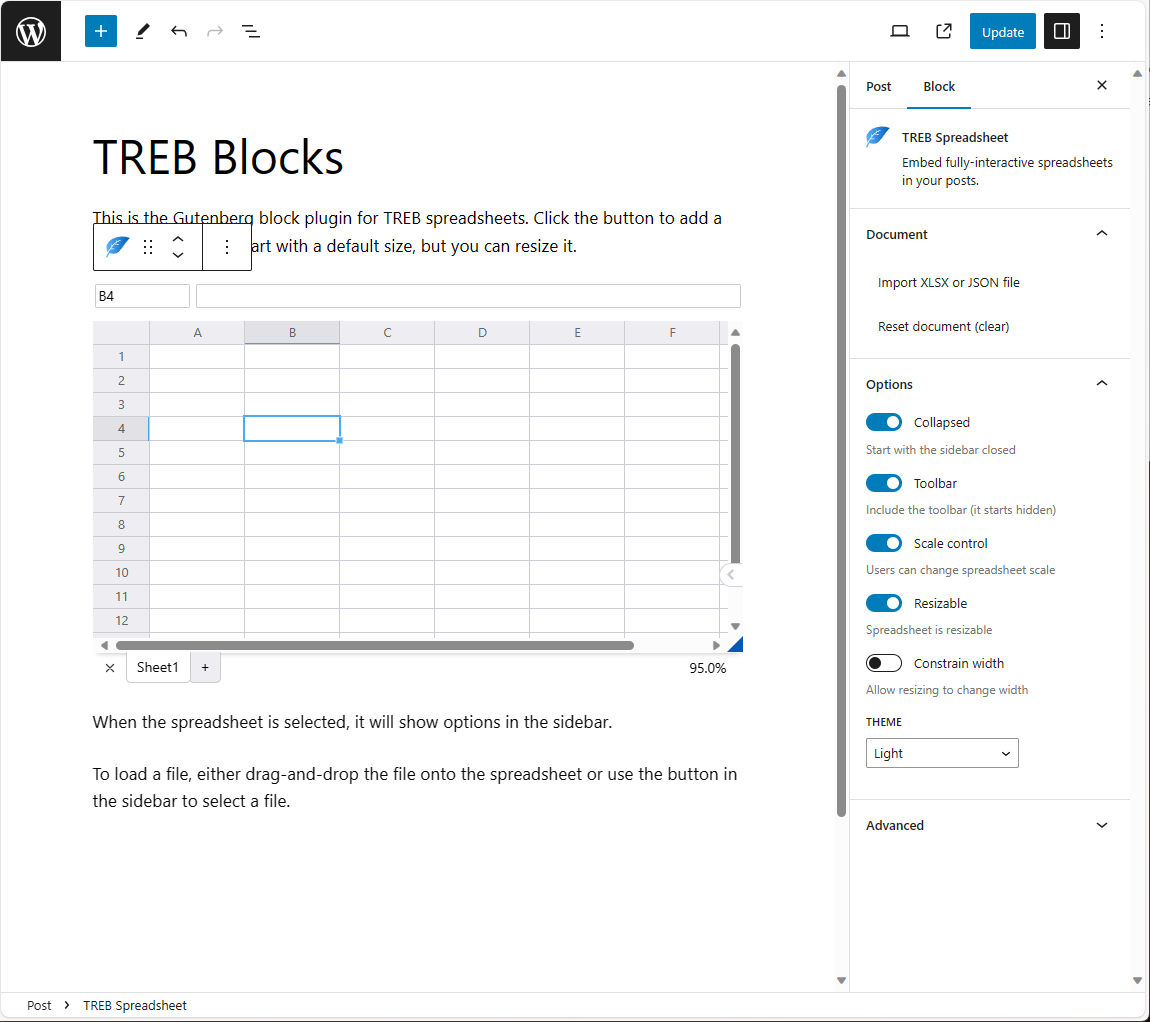 Update
Post
Block
TREB Spreadsheet
Embed fully-interactive spreadsheets
in your posts.
TREB Blocks
This is the Gutenberg block plugin for TREB spreadsheets. Click the button to add a
art with a default size, but you can resize it.
B4
A B C D E F
1
2
3
4
5
6
7
8
9
10
11
12
Sheet1 +
95.0%
When the spreadsheet is selected, it will show options in the sidebar.
To load a file, either drag-and-drop the file onto the spreadsheet or use the button in
the sidebar to select a file.
Document
Import XLSX or JSON file
Reset document (clear)
Options
Collapsed
Start with the sidebar closed
Toolbar
Include the toolbar (it starts hidden)
Scale control
Users can change spreadsheet scale
Resizable
Spreadsheet is resizable
Constrain width
Allow resizing to change width
THEME
Light
Advanced
Post
TREB Spreadsheet